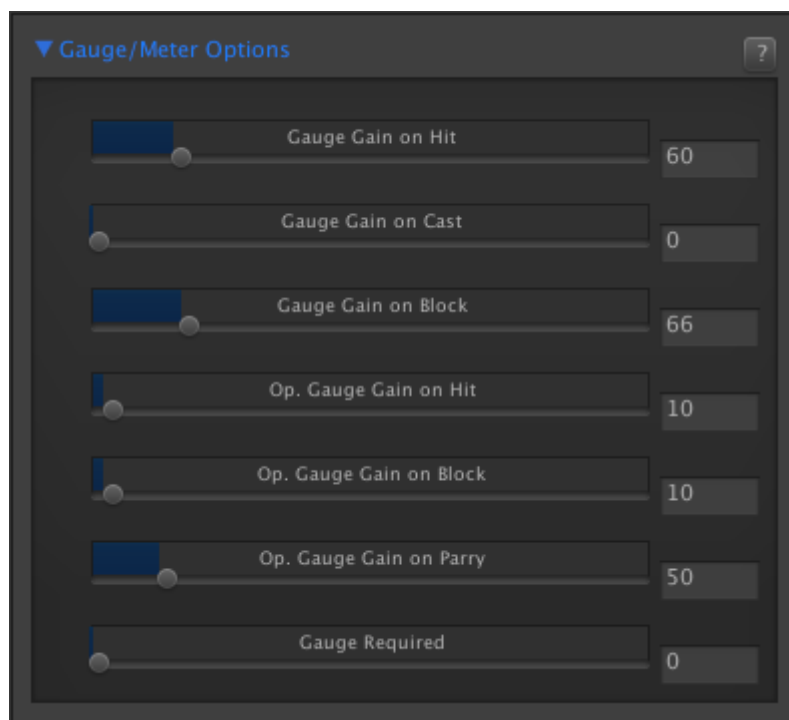 Gauge/Meter Options
?
Gauge Gain on Hit
60
Gauge Gain on Cast
0
Gauge Gain on Block
66
Op. Gauge Gain on Hit
10
Op. Gauge Gain on Block
10
Op. Gauge Gain on Parry
50
Gauge Required
0